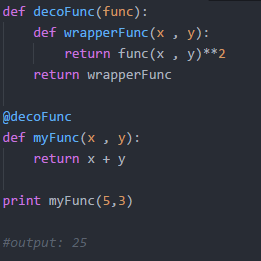 def decoFunc(func):
    def wrapperFunc(x , y):
        return func(x , y)**2
    return wrapperFunc

@decoFunc
def myFunc(x , y):
    return x + y

print myFunc(5,3)

#output: 25